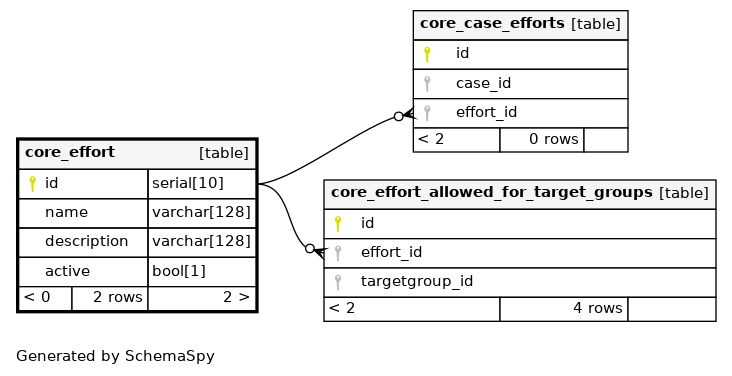 core_case_efforts [table]
id
case_id
effort_id
< 2 0 rows
core_effort [table]
id serial[10]
name varchar[128]
description varchar[128]
active bool[1]
< 0 2 rows 2 >
core_effort_allowed_for_target_groups [table]
id
effort_id
targetgroup_id
< 2 4 rows
Generated by SchemaSpy